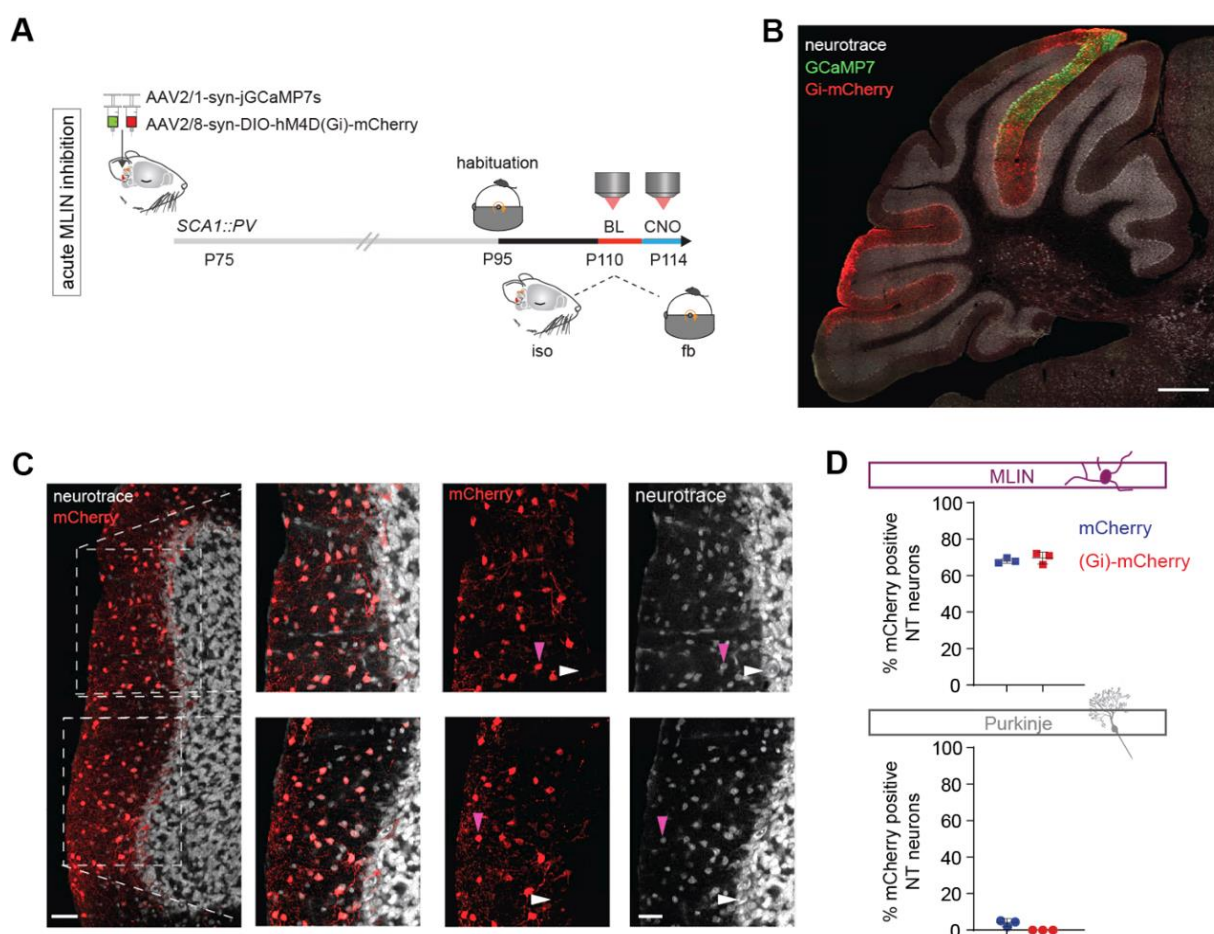 A
acute MLIN inhibition
AAV2/1-syn-jGCaMP7s
AAV2/8-syn-DIO-hM4D(Gi)-mCherry
habituation
BL
CNO
SCA1::PV
P75
P95
P110
P114
iso
fb
B
neurotrace
GCaMP7
Gi-mCherry
C
neurotrace
mCherry
mCherry
neurotrace
D
MLIN
% mCherry positive
NT neurons
100
80
60
40
20
0
mCherry
(Gi)-mCherry
Purkinje
% mCherry positive
NT neurons
100
80
60
40
20
0